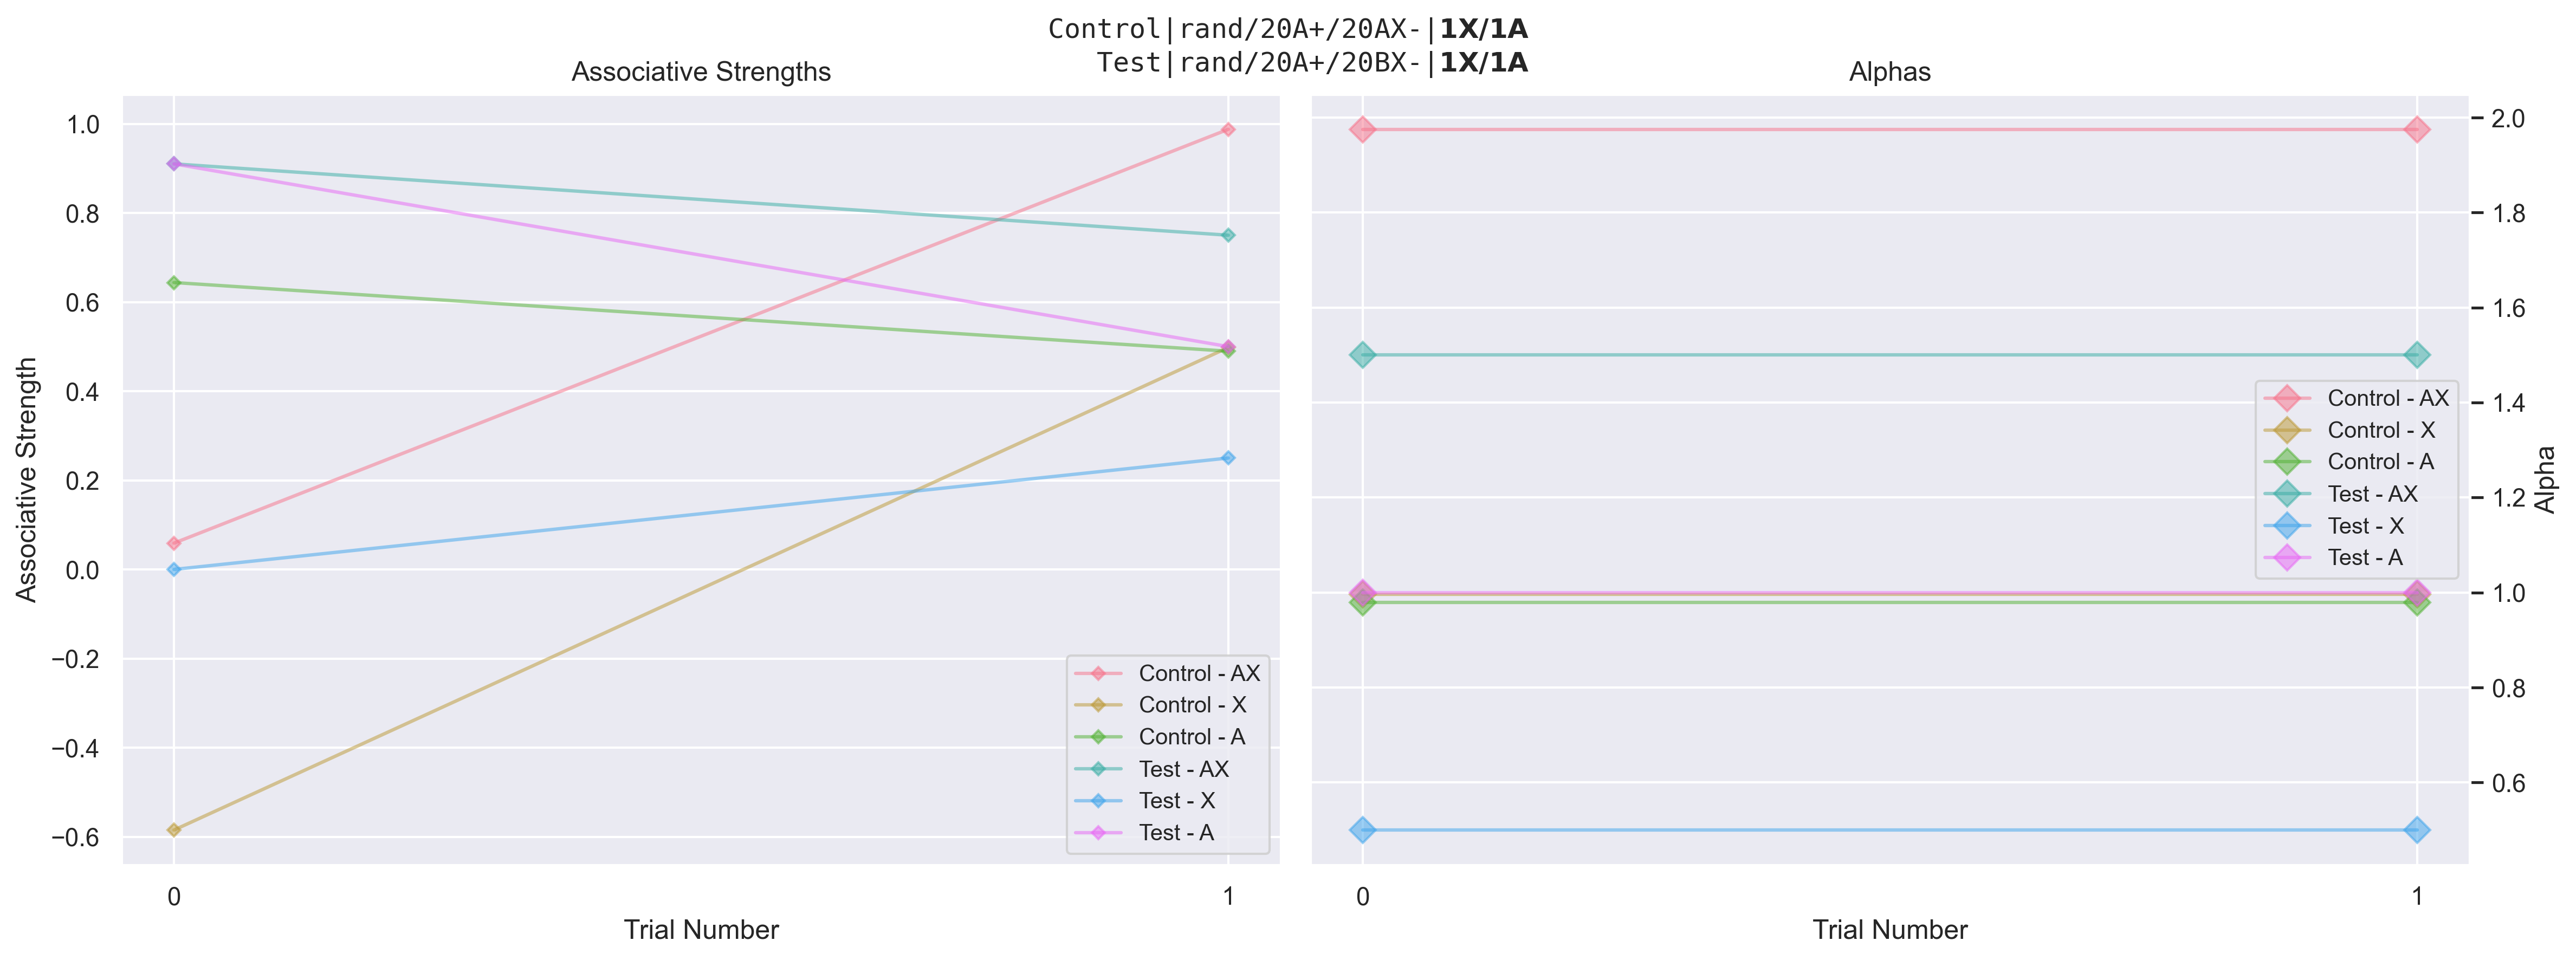 Control|rand/20A+/20AX-|1X/1A
Test|rand/20A+/20BX-|1X/1A
Associative Strengths
Associative Strength
1.0
0.8
0.6
0.4
0.2
0.0
−0.2
−0.4
−0.6
0
1
Trial Number
Control - AX
Control - X
Control - A
Test - AX
Test - X
Test - A
Alphas
2.0
1.8
1.6
1.4
1.2
1.0
0.8
0.6
Alpha
0
1
Trial Number
Control - AX
Control - X
Control - A
Test - AX
Test - X
Test - A